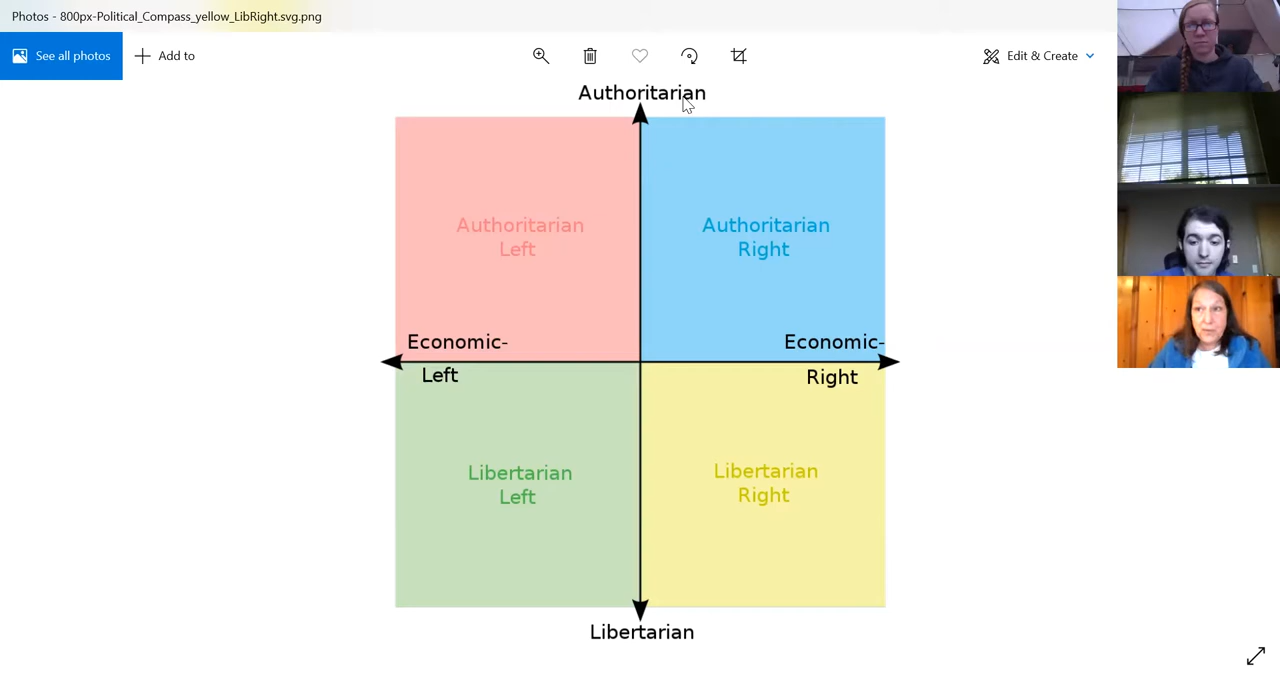 Photos - 800px-Political_Compass_yellow_LibRight.svg.png
See all photos
Add to
Edit & Create
Authoritarian
Authoritarian
Left
Authoritarian
Right
Economic-
Left
Economic-
Right
Libertarian
Left
Libertarian
Right
Libertarian